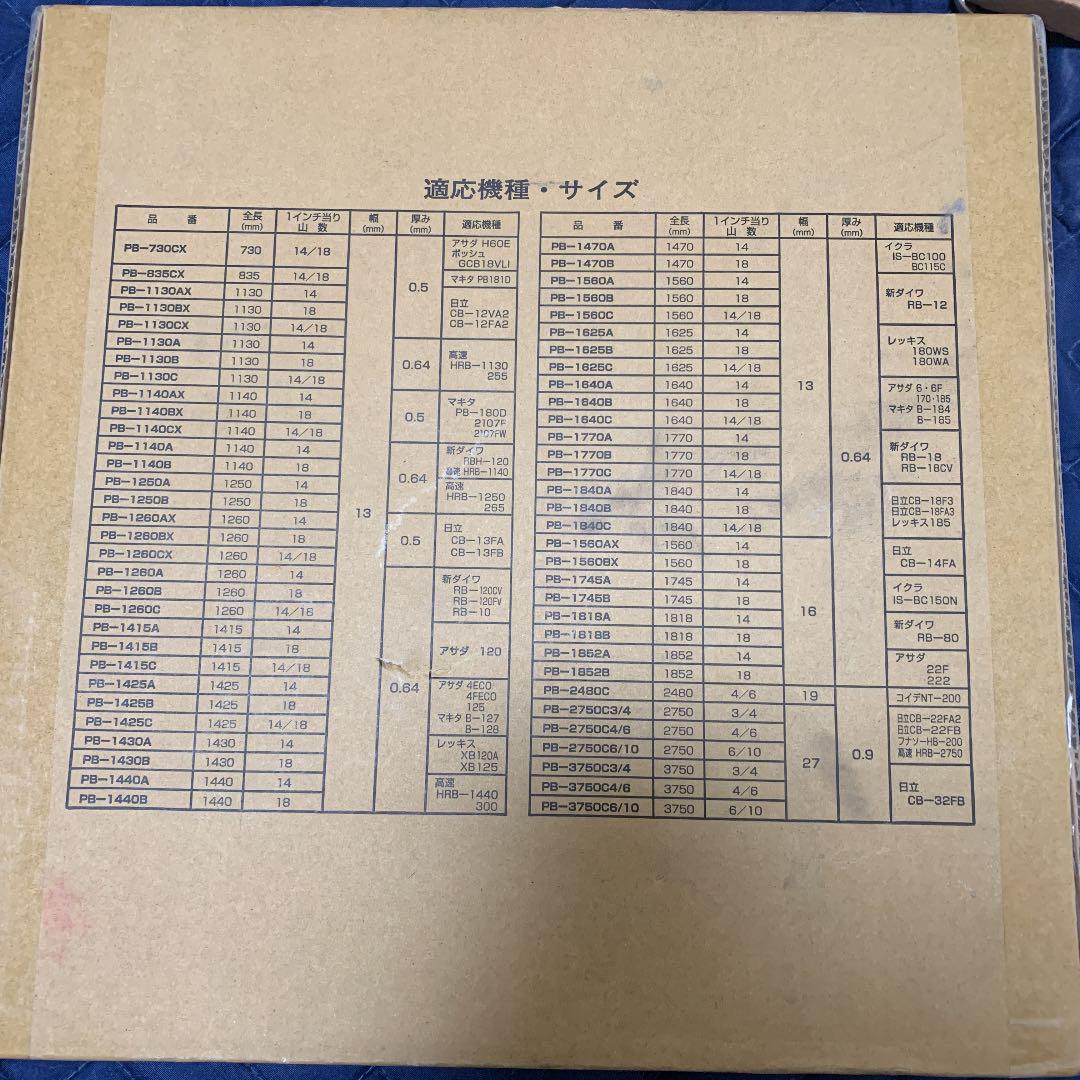 適応機種・サイズ
品 番 全長(mm) 1インチ当り山数 幅(mm) 厚み(mm) 適応機種
PB-730CX 730 14/18 13 0.5 アサダ H60E ボッシュ GCB18VLI
PB-835CX 835 14/18 マキタ PB181D
PB-1130AX 1130 14 日立 CB-12VA2 CB-12FA2
PB-1130BX 1130 18
PB-1130CX 1130 14/18
PB-1130A 1130 14 0.64 高速 HRB-1130 255
PB-1130B 1130 18
PB-1130C 1130 14/18
PB-1140AX 1140 14 0.5 マキタ PB-180D 2107F 2107FW
PB-1140BX 1140 18
PB-1140CX 1140 14/18
PB-1140A 1140 14 0.64 新ダイワ RBH-120 高速 HRB-1140
PB-1140B 1140 18
PB-1250A 1250 14 高速 HRB-1250 265
PB-1250B 1250 18
PB-1260AX 1260 14 0.5 日立 CB-13FA CB-13FB
PB-1260BX 1260 18
PB-1260CX 1260 14/18
PB-1260A 1260 14 0.64 新ダイワ RB-120CV RB-120FV RB-10
PB-1260B 1260 18
PB-1260C 1260 14/18
PB-1415A 1415 14 アサダ 120
PB-1415B 1415 18
PB-1415C 1415 14/18
PB-1425A 1425 14 アサダ 4ECO 4FECO 125 マキタ B-127 B-128
PB-1425B 1425 18
PB-1425C 1425 14/18
PB-1430A 1430 14 レッキス XB120A XB125
PB-1430B 1430 18
PB-1440A 1440 14 高速 HRB-1440 300
PB-1440B 1440 18
品 番 全長(mm) 1インチ当り山数 幅(mm) 厚み(mm) 適応機種
PB-1470A 1470 14 13 0.64 イクラ IS-BC100 BC115C
PB-1470B 1470 18
PB-1560A 1560 14 新ダイワ RB-12
PB-1560B 1560 18
PB-1560C 1560 14/18
PB-1625A 1625 14 レッキス 180WS 180WA
PB-1625B 1625 18
PB-1625C 1625 14/18
PB-1640A 1640 14 アサダ 6・6F 170・185 マキタ B-184 B-185
PB-1640B 1640 18
PB-1640C 1640 14/18
PB-1770A 1770 14 新ダイワ RB-18 RB-18CV
PB-1770B 1770 18
PB-1770C 1770 14/18
PB-1840A 1840 14 日立CB-18F3 日立CB-18FA3 レッキス185
PB-1840B 1840 18
PB-1840C 1840 14/18
PB-1560AX 1560 14 16 日立 CB-14FA
PB-1560BX 1560 18
PB-1745A 1745 14 イクラ IS-BC150N
PB-1745B 1745 18
PB-1818A 1818 14 新ダイワ RB-80
PB-1818B 1818 18
PB-1852A 1852 14 アサダ 22F 222
PB-1852B 1852 18
PB-2480C 2480 4/6 19 0.9 コイデNT-200
PB-2750C3/4 2750 3/4 27 日立CB-22FA2 日立CB-22FB フナソーHB-200 高速 HRB-2750
PB-2750C4/6 2750 4/6
PB-2750C6/10 2750 6/10
PB-3750C3/4 3750 3/4 日立 CB-32FB
PB-3750C4/6 3750 4/6
PB-3750C6/10 3750 6/10